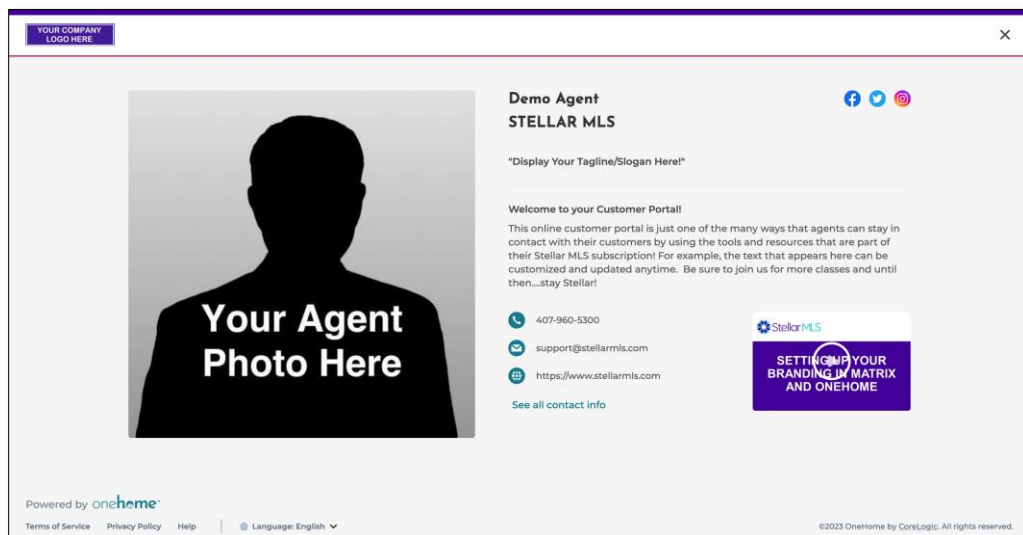 YOUR COMPANY
LOGO HERE
Your Agent
Photo Here
Demo Agent
STELLAR MLS
"Display Your Tagline/Slogan Here!"
Welcome to your Customer Portal!
This online customer portal is just one of the many ways that agents can stay in
contact with their customers by using the tools and resources that are part of
their Stellar MLS subscription! For example, the text that appears here can be
customized and updated anytime.  Be sure to join us for more classes and until
then....stay Stellar!
407-960-5300
support@stellarmls.com
https://www.stellarmls.com
See all contact info
StellarMLS
SETTING UP YOUR
BRANDING IN MATRIX
AND ONEHOME
Powered by onehome
Terms of Service Privacy Policy Help Language: English ©2023 OneHome by CoreLogic. All rights reserved.